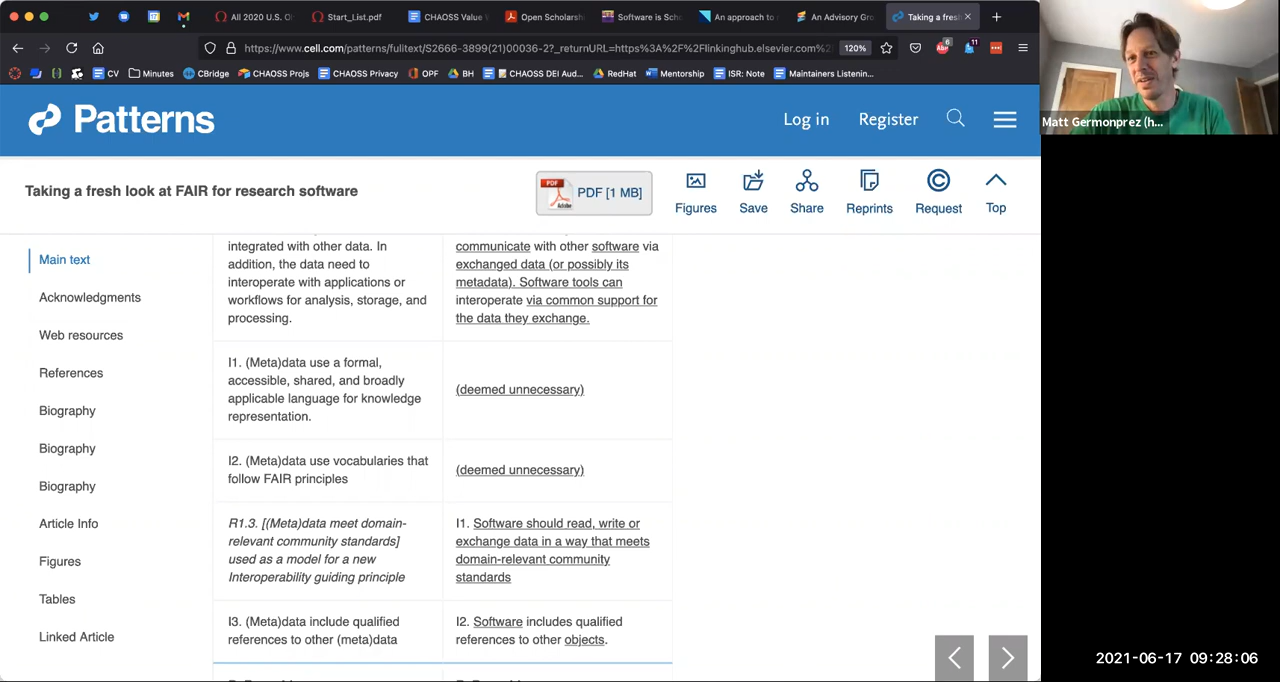 All 2020 U.S. O
Start_List.pdf
CHAOSS Value
Open Scholarsh
Software is Scho
An approach to
An Advisory Gro
Taking a fresh
https://www.cell.com/patterns/fulltext/S2666-3899(21)00036-2?_returnURL=https%3A%2F%2Flinkinghub.elsevier.com%2
120%
6
11
CV
Minutes
CBridge
CHAOSS Projs
CHAOSS Privacy
OPF
BH
CHAOSS DEI Aud...
RedHat
Mentorship
ISR: Note
Maintainers Listenin...
Patterns
Log in
Register
Taking a fresh look at FAIR for research software
PDF
Adobe
PDF [1 MB]
Figures
Save
Share
Reprints
Request
Top
Main text
Acknowledgments
Web resources
References
Biography
Biography
Biography
Article Info
Figures
Tables
Linked Article
integrated with other data. In
addition, the data need to
interoperate with applications or
workflows for analysis, storage, and
processing.
communicate with other software via
exchanged data (or possibly its
metadata). Software tools can
interoperate via common support for
the data they exchange.
I1. (Meta)data use a formal,
accessible, shared, and broadly
applicable language for knowledge
representation.
(deemed unnecessary)
I2. (Meta)data use vocabularies that
follow FAIR principles
(deemed unnecessary)
R1.3. [(Meta)data meet domain-
relevant community standards]
used as a model for a new
Interoperability guiding principle
I1. Software should read, write or
exchange data in a way that meets
domain-relevant community
standards
I3. (Meta)data include qualified
references to other (meta)data
I2. Software includes qualified
references to other objects.
Matt Germonprez (h...
2021-06-17 09:28:06